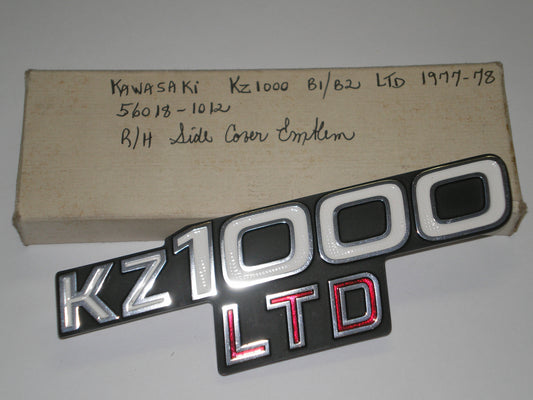 KAWASAKi KZ1000 B1/B2 LTD 1977-78
56018-1012
R/H Side Cover Emblem
KZ1000
LTD